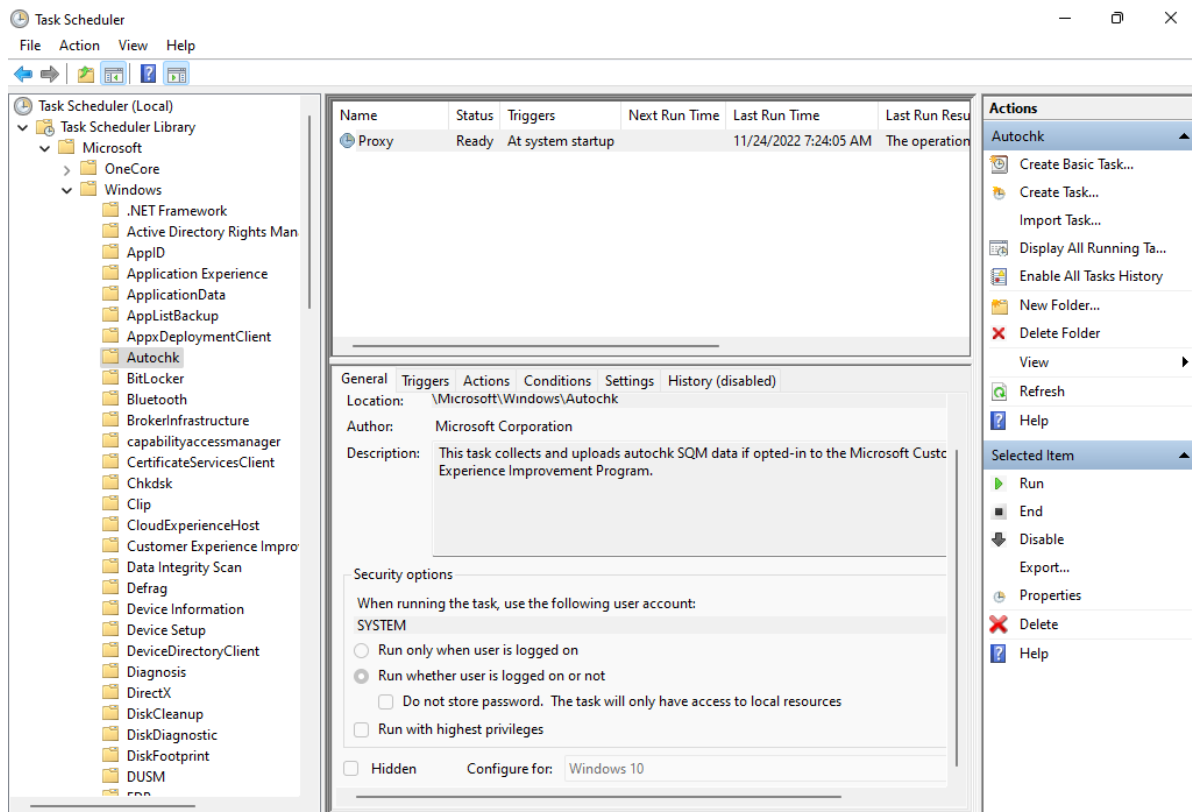 Task Scheduler
File Action View Help
Task Scheduler (Local)
Task Scheduler Library
Microsoft
OneCore
Windows
.NET Framework
Active Directory Rights Man
AppID
Application Experience
ApplicationData
AppListBackup
AppxDeploymentClient
Autochk
BitLocker
Bluetooth
BrokerInfrastructure
capabilityaccessmanager
CertificateServicesClient
Chkdsk
Clip
CloudExperienceHost
Customer Experience Impro
Data Integrity Scan
Defrag
Device Information
Device Setup
DeviceDirectoryClient
Diagnosis
DirectX
DiskCleanup
DiskDiagnostic
DiskFootprint
DUSM
Name Status Triggers Next Run Time Last Run Time Last Run Resu
Proxy Ready At system startup 11/24/2022 7:24:05 AM The operation
General Triggers Actions Conditions Settings History (disabled)
Location: \Microsoft\Windows\Autochk
Author: Microsoft Corporation
Description: This task collects and uploads autochk SQM data if opted-in to the Microsoft Custo
Experience Improvement Program.
Security options
When running the task, use the following user account:
SYSTEM
Run only when user is logged on
Run whether user is logged on or not
Do not store password. The task will only have access to local resources
Run with highest privileges
Hidden Configure for: Windows 10
Actions
Autochk
Create Basic Task...
Create Task...
Import Task...
Display All Running Ta...
Enable All Tasks History
New Folder...
Delete Folder
View
Refresh
Help
Selected Item
Run
End
Disable
Export...
Properties
Delete
Help